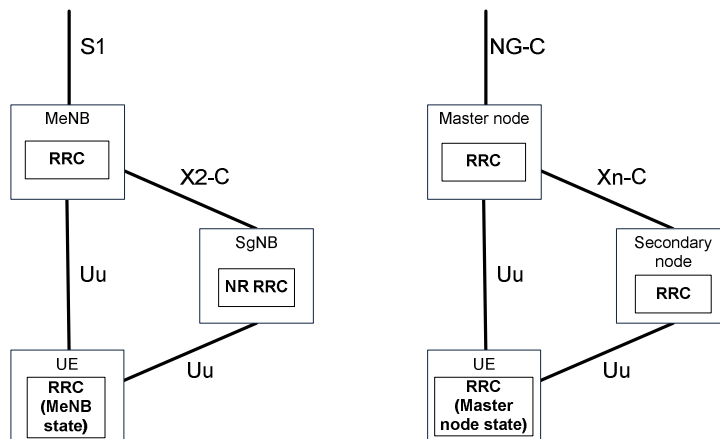 S1
MeNB
RRC
X2-C
SgNB
NR RRC
Uu
Uu
UE
RRC
(MeNB
state)
NG-C
Master node
RRC
Xn-C
Secondary
node
RRC
Uu
Uu
UE
RRC
(Master
node state)